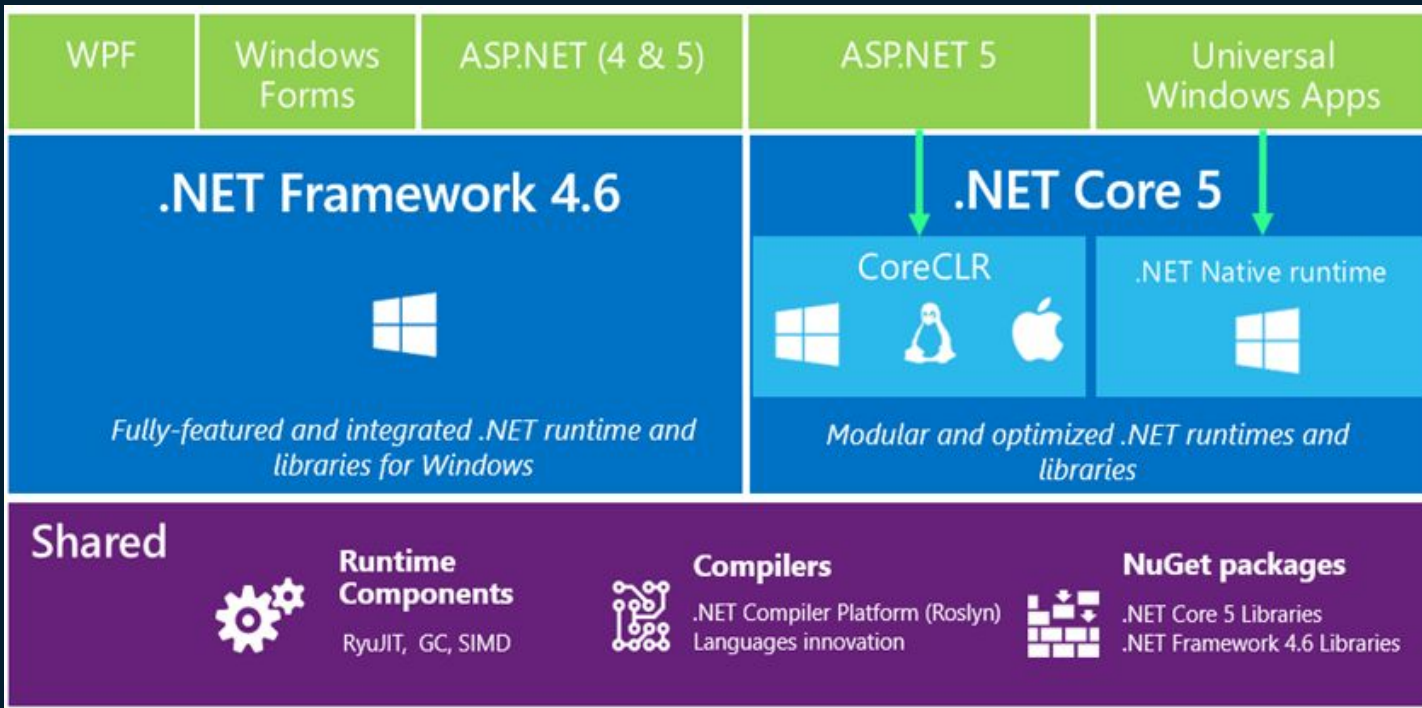 WPF
Windows
Forms
ASP.NET (4 & 5)
ASP.NET 5
Universal
Windows Apps
.NET Framework 4.6
Fully-featured and integrated .NET runtime and
libraries for Windows
.NET Core 5
CoreCLR
.NET Native runtime
Modular and optimized .NET runtimes and
libraries
Shared
Runtime
Components
RyuJIT, GC, SIMD
Compilers
.NET Compiler Platform (Roslyn)
Languages innovation
NuGet packages
.NET Core 5 Libraries
.NET Framework 4.6 Libraries